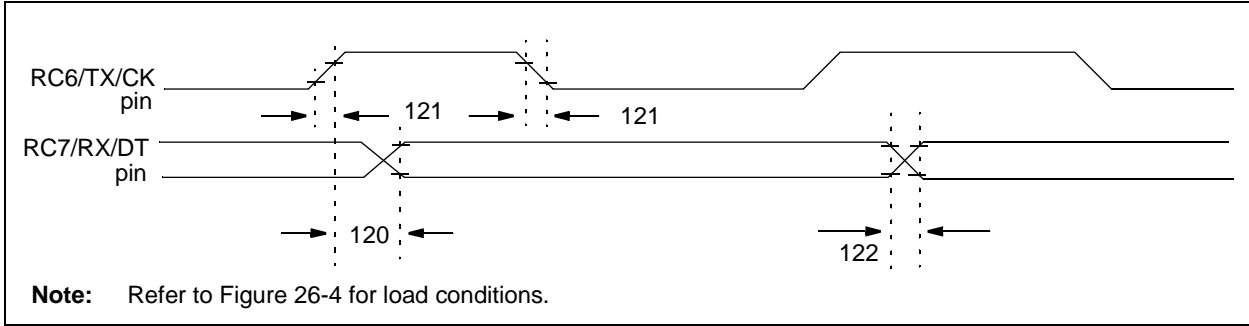 RC6/TX/CK
pin
121
121
RC7/RX/DT
pin
120
122
Note: Refer to Figure 26-4 for load conditions.